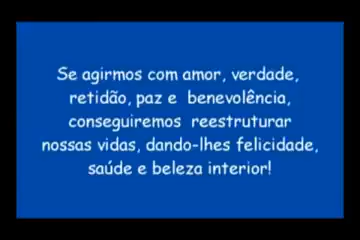 Se agirmos com amor, verdade,
retidão, paz e benevolência,
conseguiremos reestruturar
nossas vidas, dando-lhes felicidade,
saúde e beleza interior!